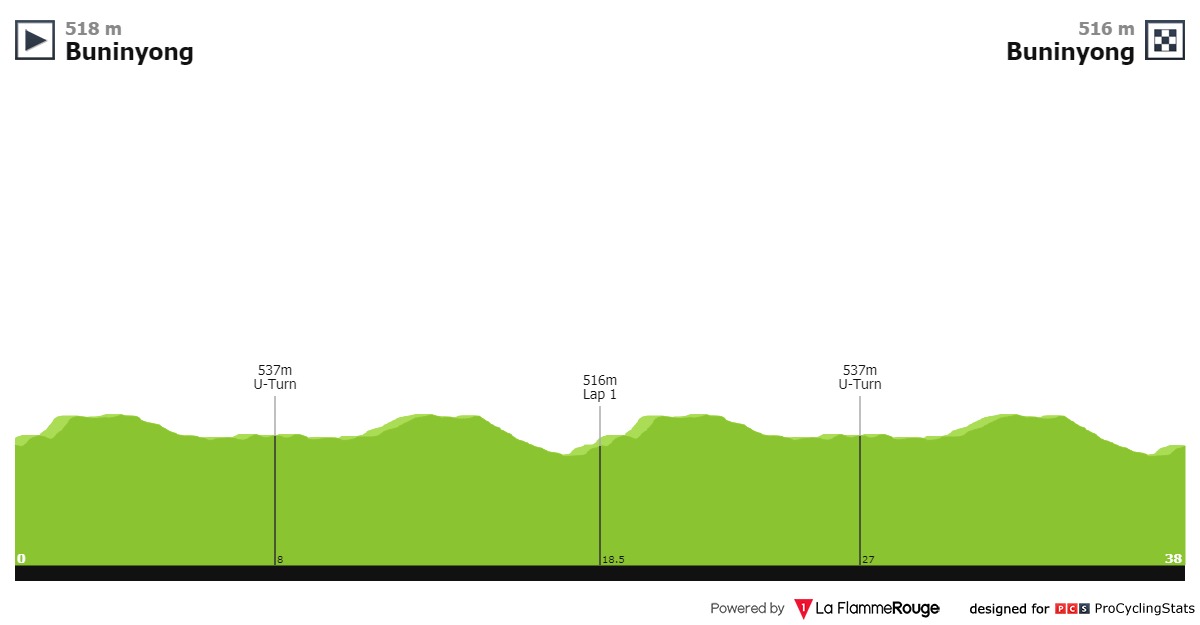 518 m
Buninyong
516 m
Buninyong
537m
U-Turn
516m
Lap 1
537m
U-Turn
0
8
18.5
27
38
Powered by 1 La FlammeRouge
designed for PCS ProCyclingStats